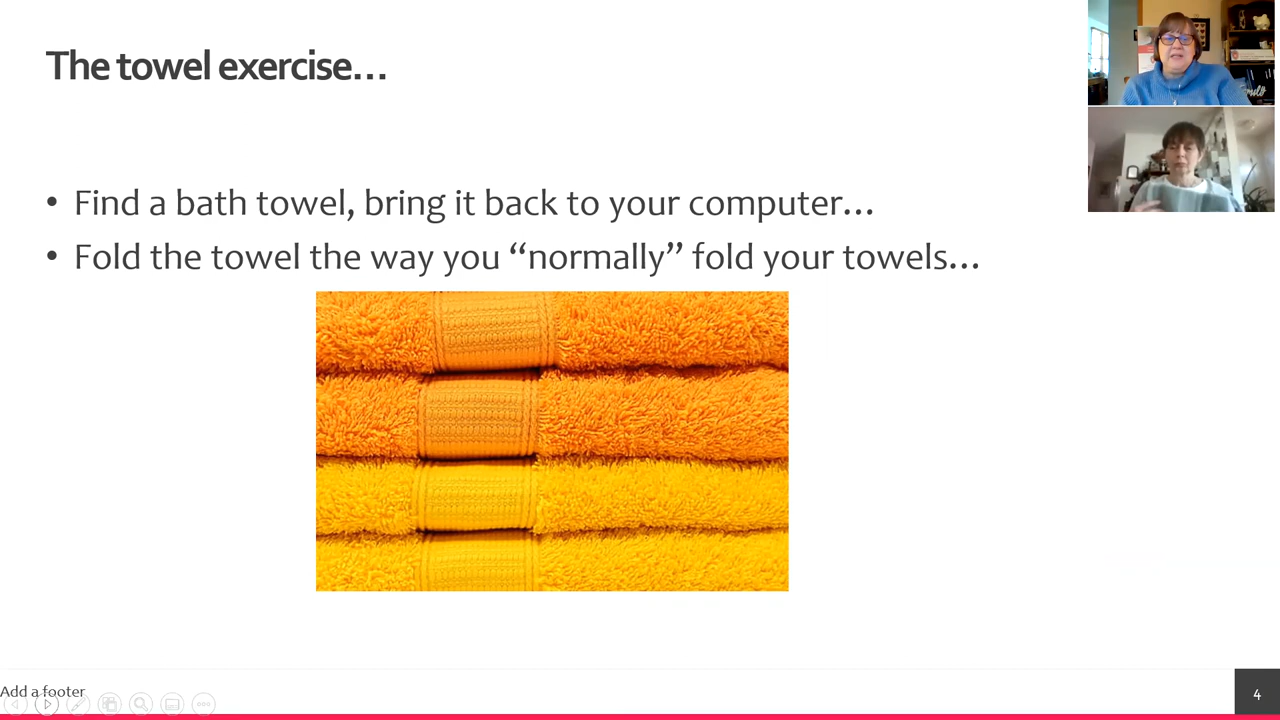 The towel exercise…
• Find a bath towel, bring it back to your computer…
• Fold the towel the way you “normally” fold your towels…
Add a footer
4